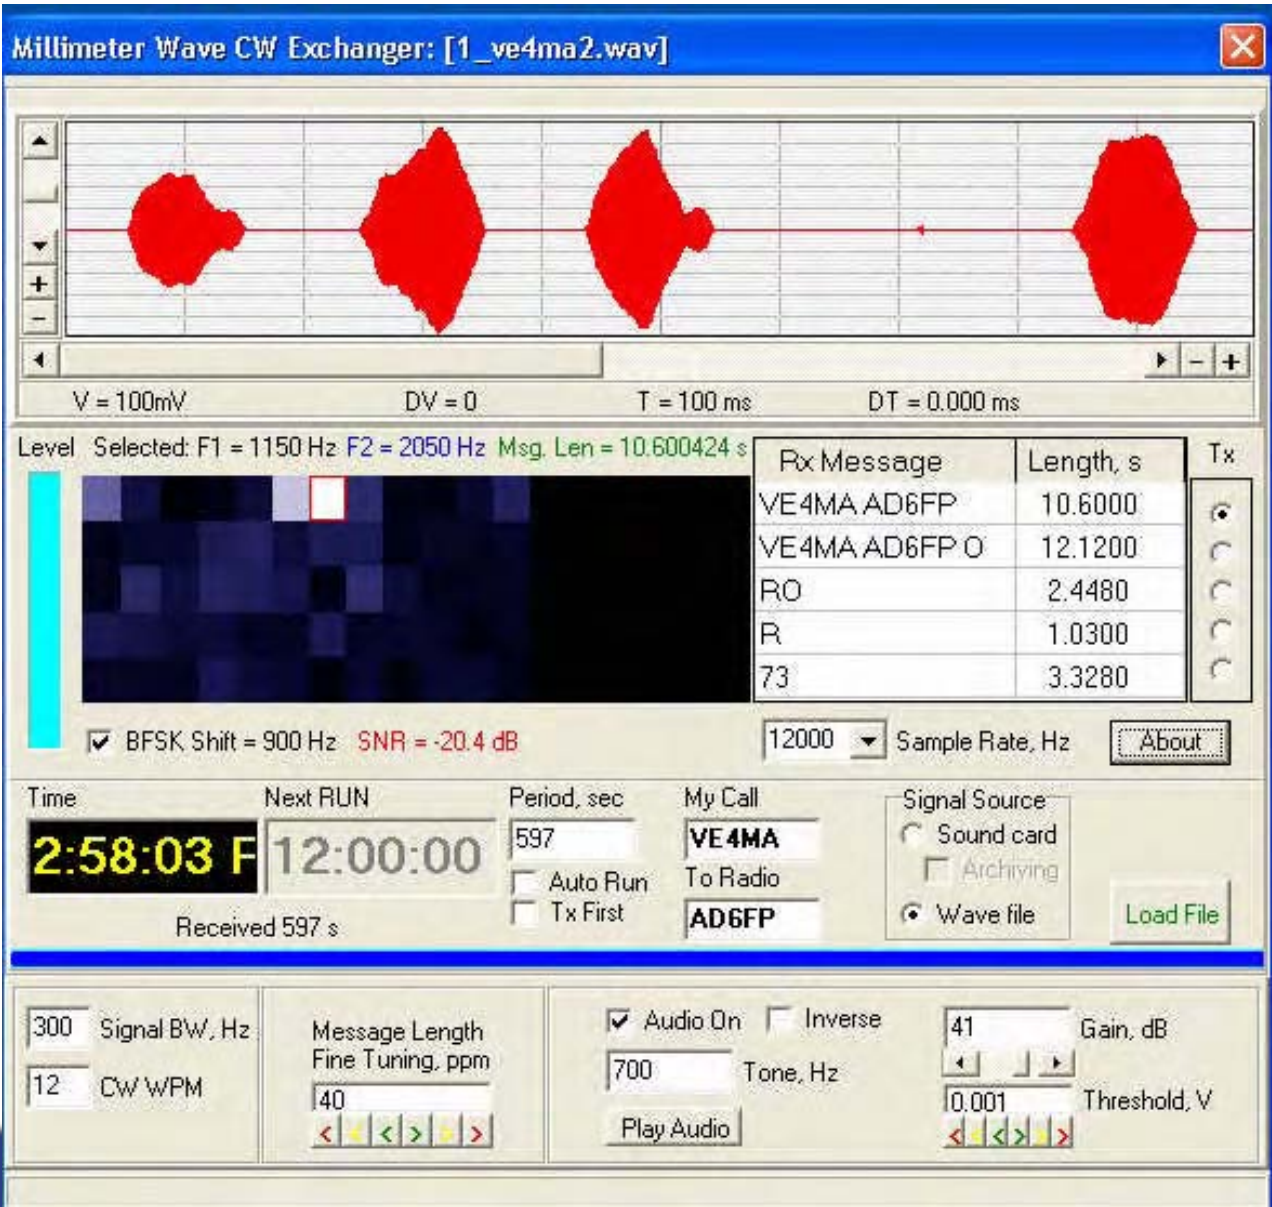 Millimeter Wave CW Exchanger: [1_ve4ma2.wav]
V = 100mV DV = 0 T = 100 ms DT = 0.000 ms
Level Selected: F1 = 1150 Hz F2 = 2050 Hz Msg. Len = 10.600424 s
Rx Message Length, s Tx
VE4MA AD6FP 10.6000
VE4MA AD6FP O 12.1200
RO 2.4480
R 1.0300
73 3.3280
BFSK Shift = 900 Hz SNR = -20.4 dB
12000 Sample Rate, Hz About
Time Next RUN Period, sec My Call Signal Source
2:58:03 12:00:00 597 VE4MA Sound card
Auto Run To Radio Archiving
Tx First AD6FP Wave file Load File
Received 597 s
300 Signal BW, Hz
12 CW WPM
Message Length
Fine Tuning, ppm
40
Audio On Inverse
700 Tone, Hz
Play Audio
41 Gain, dB
0.001 Threshold, V